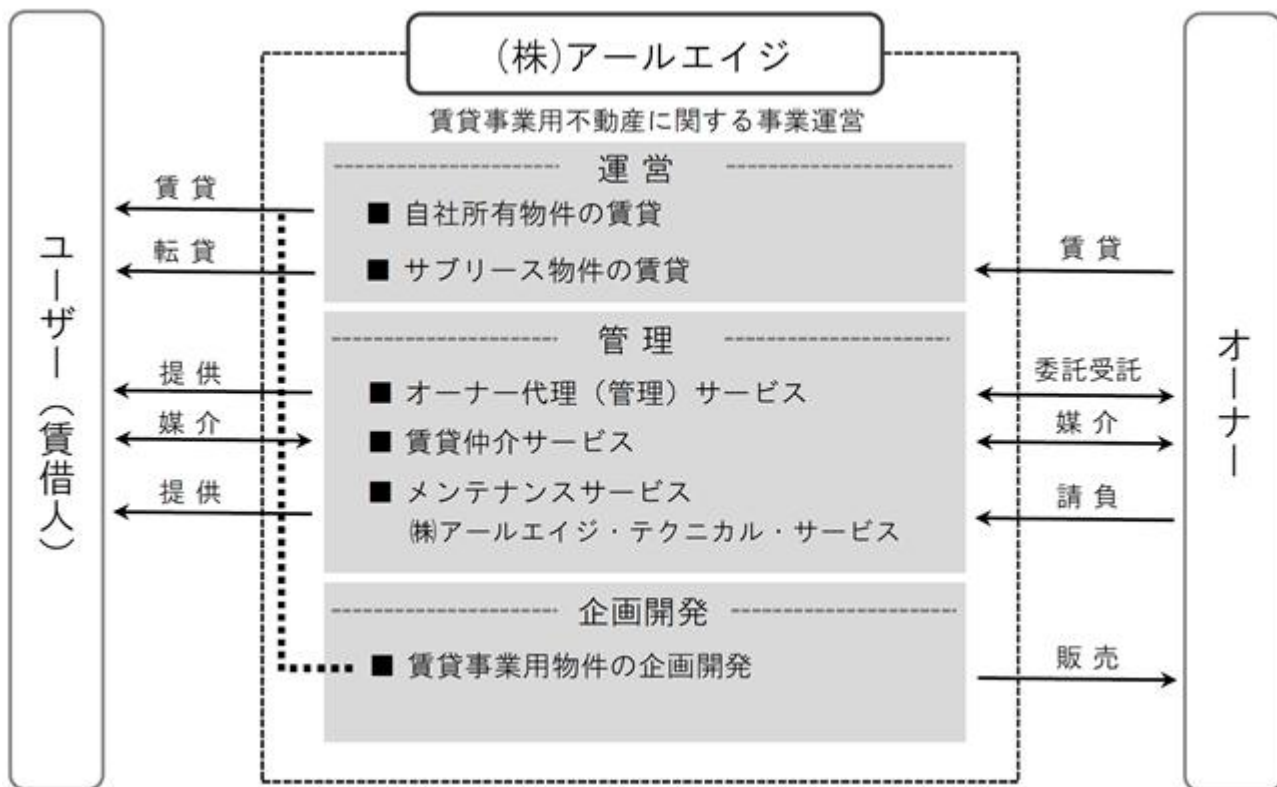 (株)アールエイジ
賃貸事業用不動産に関する事業運営
ユーザー（賃借人）
賃 貸
転 貸
提 供
媒 介
提 供
運 営
■ 自社所有物件の賃貸
■ サブリース物件の賃貸
管 理
■ オーナー代理（管理）サービス
■ 賃貸仲介サービス
■ メンテナンスサービス
㈱アールエイジ・テクニカル・サービス
企画開発
■ 賃貸事業用物件の企画開発
賃 貸
委託受託
媒 介
請 負
販 売
オーナー